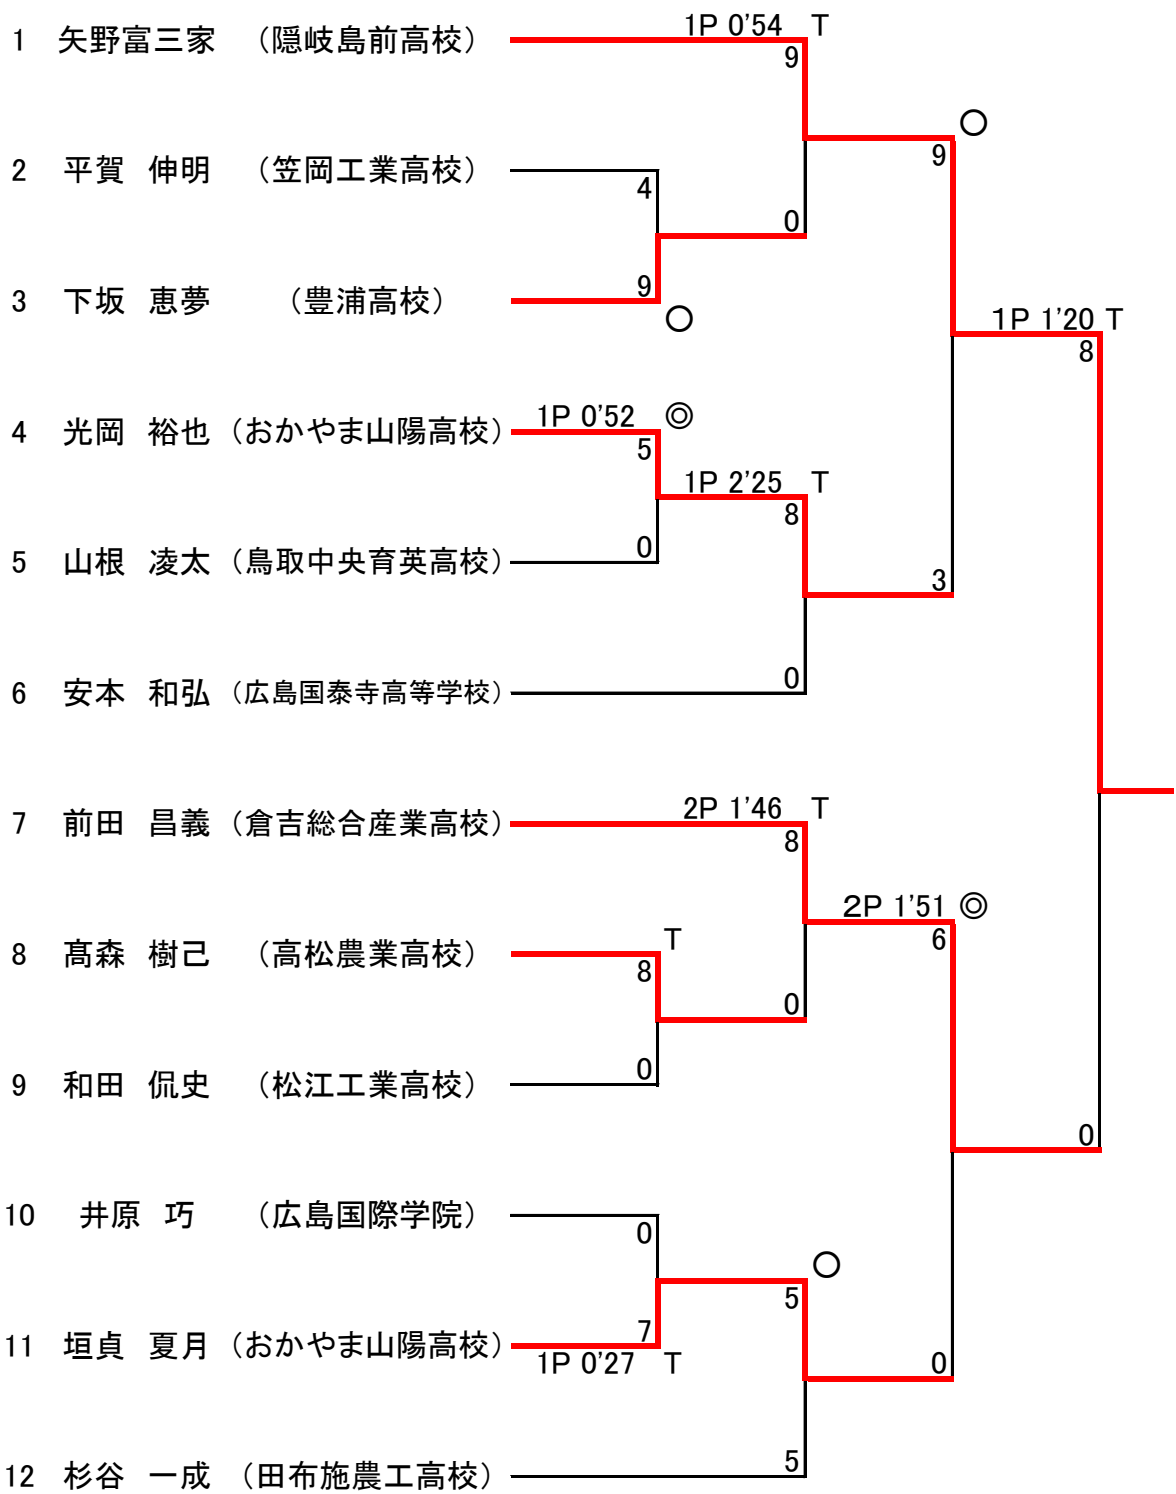 1P 0'54 T
1 矢野富三家 （隠岐島前高校）
9
○
9
2 平賀 伸明 （笠岡工業高校）
4
0
3 下坂 恵夢 （豊浦高校）
9
○
1P 1'20 T
8
4 光岡 裕也 （おかやま山陽高校）
1P 0'52 ◎
5
1P 2'25 T
8
5 山根 凌太 （鳥取中央育英高校）
0
3
6 安本 和弘 （広島国泰寺高等学校）
0
7 前田 昌義 （倉吉総合産業高校）
2P 1'46 T
8
2P 1'51 ◎
6
8 髙森 樹己 （高松農業高校）
T
8
0
9 和田 侃史 （松江工業高校）
0
0
10 井原 巧 （広島国際学院）
0
○
5
11 垣貞 夏月 （おかやま山陽高校）
7
1P 0'27 T
0
12 杉谷 一成 （田布施農工高校）
5